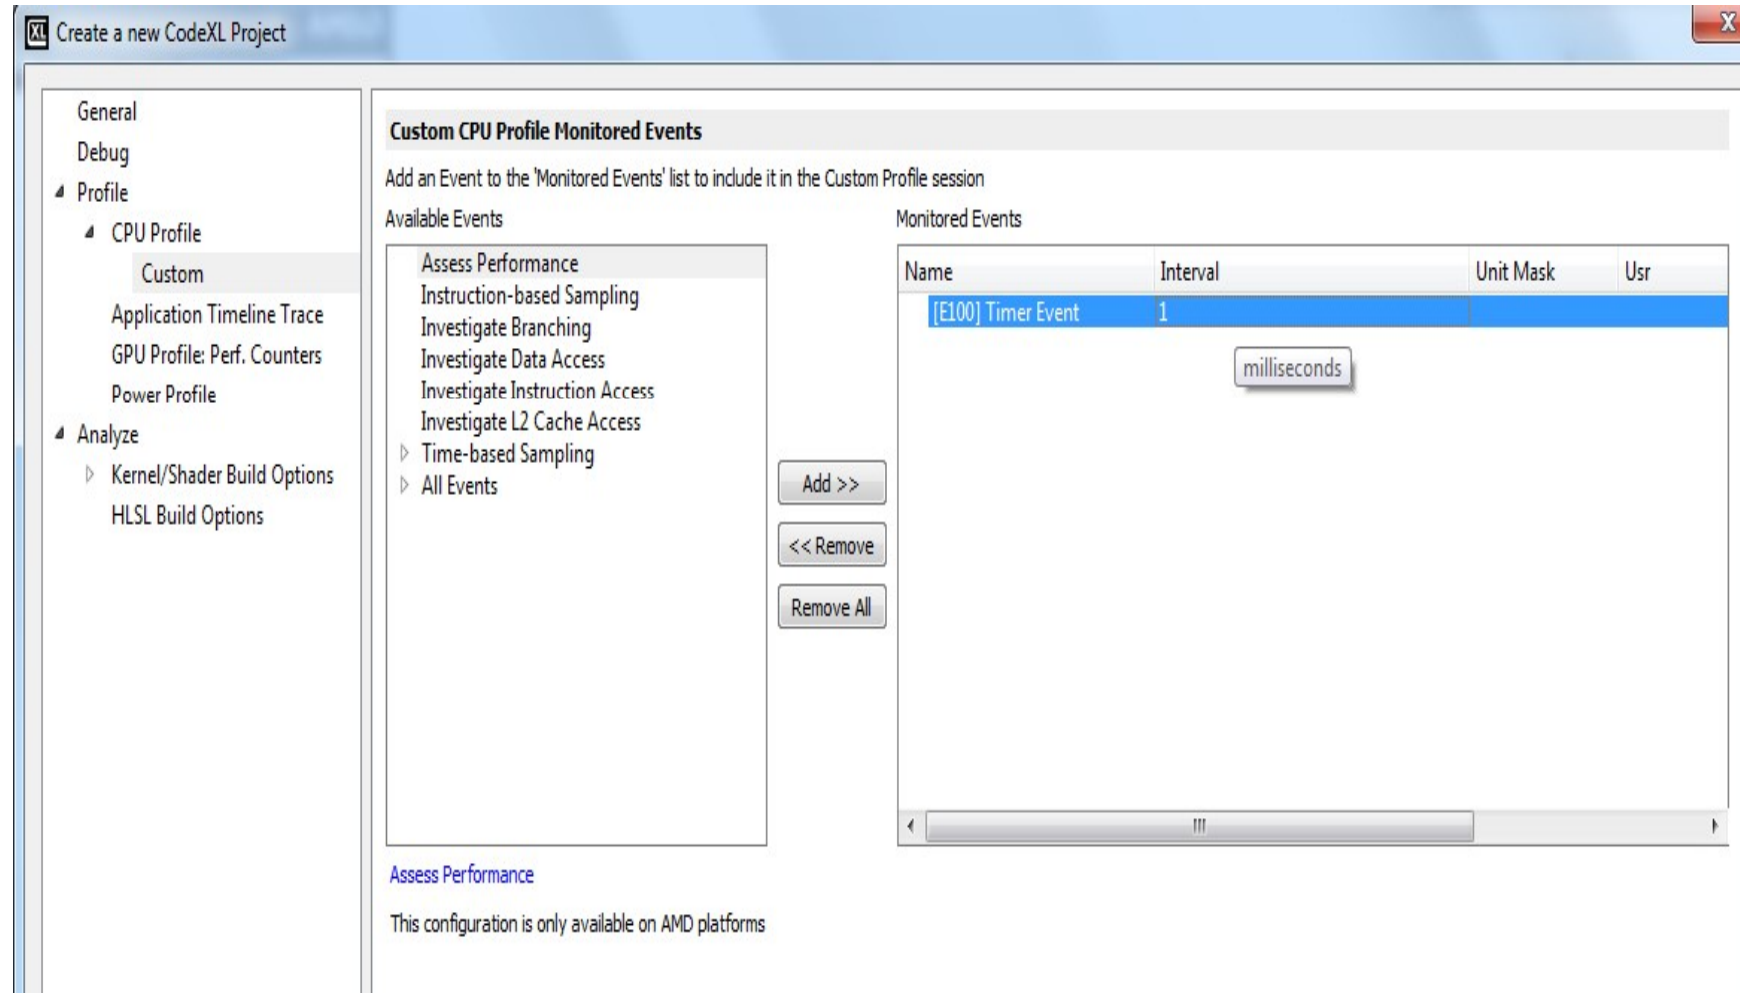 Create a new CodeXL Project
General
Debug
Profile
CPU Profile
Custom
Application Timeline Trace
GPU Profile: Perf. Counters
Power Profile
Analyze
Kernel/Shader Build Options
HLSL Build Options
Custom CPU Profile Monitored Events
Add an Event to the 'Monitored Events' list to include it in the Custom Profile session
Available Events
Assess Performance
Instruction-based Sampling
Investigate Branching
Investigate Data Access
Investigate Instruction Access
Investigate L2 Cache Access
Time-based Sampling
All Events
Add >>
<< Remove
Remove All
Monitored Events
Name Interval Unit Mask Usr
[E100] Timer Event 1
milliseconds
Assess Performance
This configuration is only available on AMD platforms